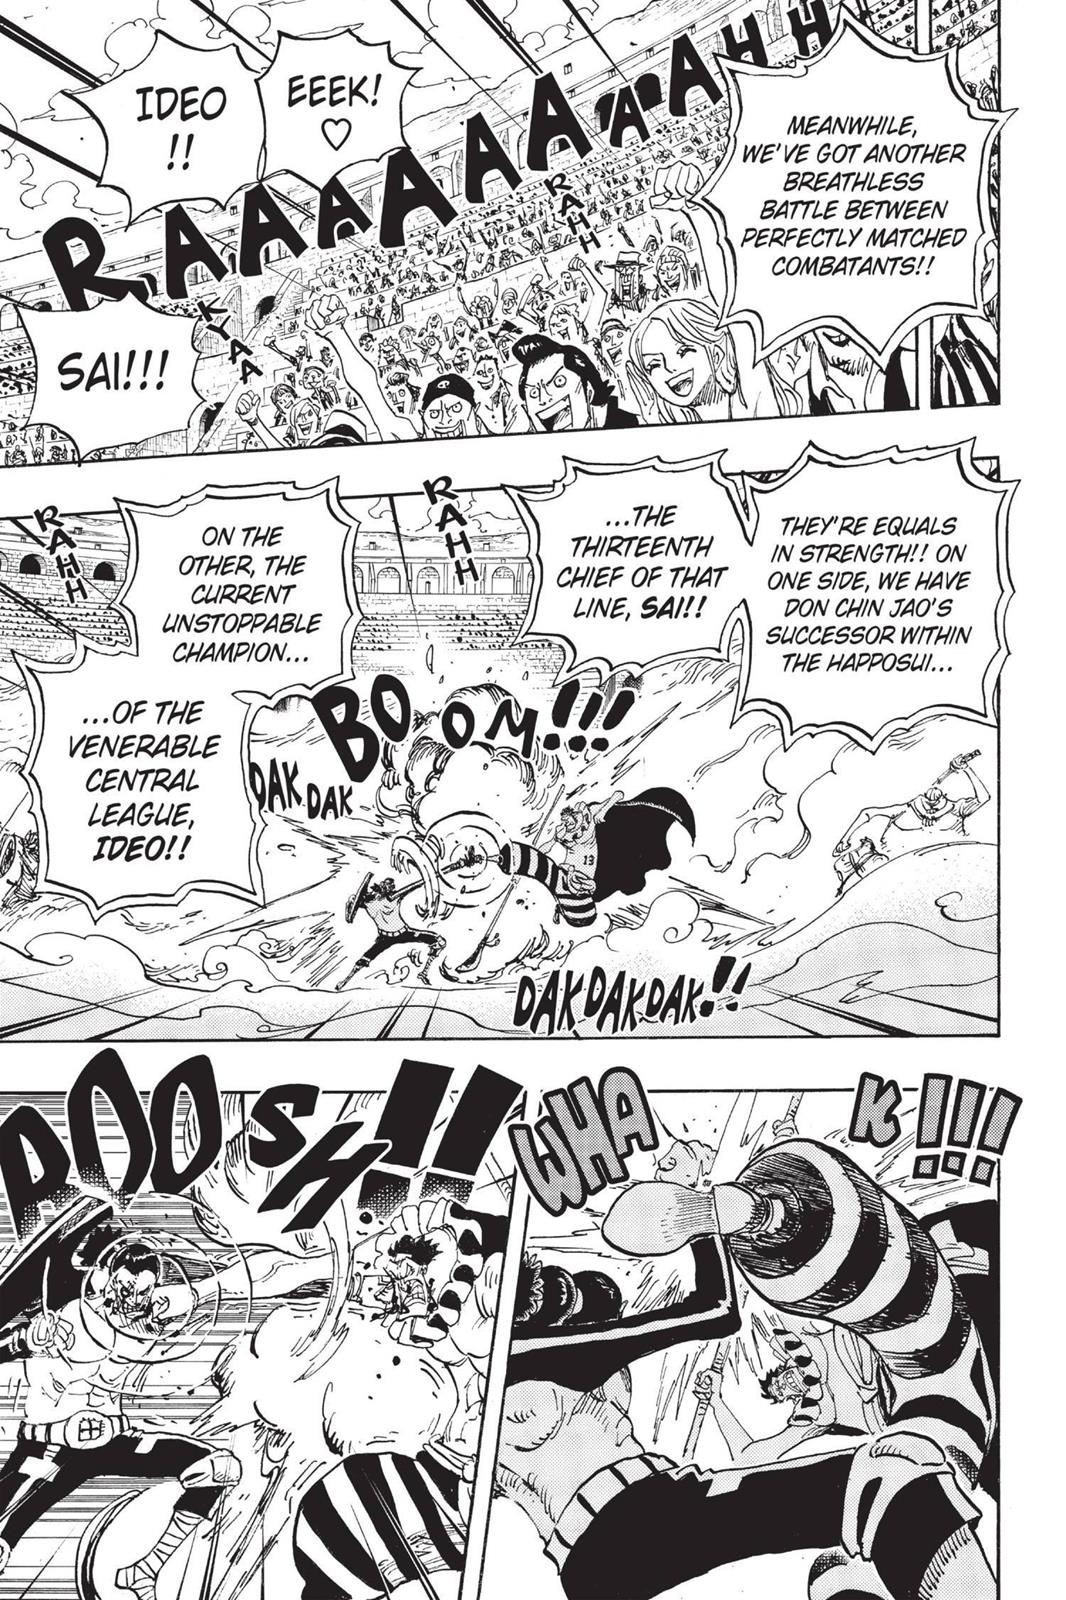 MEANWHILE,
WE'VE GOT ANOTHER
BREATHLESS
BATTLE BETWEEN
PERFECTLY MATCHED
COMBATANTS!!
RAAAAAAAAHH
RAHH
EEEK!
♡
IDEO
!!
KYAA
SAI!!!
THEY'RE EQUALS
IN STRENGTH!! ON
ONE SIDE, WE HAVE
DON CHIN JAO'S
SUCCESSOR WITHIN
THE HAPPOSUI...
...THE
THIRTEENTH
CHIEF OF THAT
LINE, SAI!!
RAHH
ON THE
OTHER, THE
CURRENT
UNSTOPPABLE
CHAMPION...
RAHH
...OF THE
VENERABLE
CENTRAL
LEAGUE,
IDEO!!
BOOM!!!
DAK
DAK
13
DAK DAK DAK!!
WHAK!!!
POOSH!!